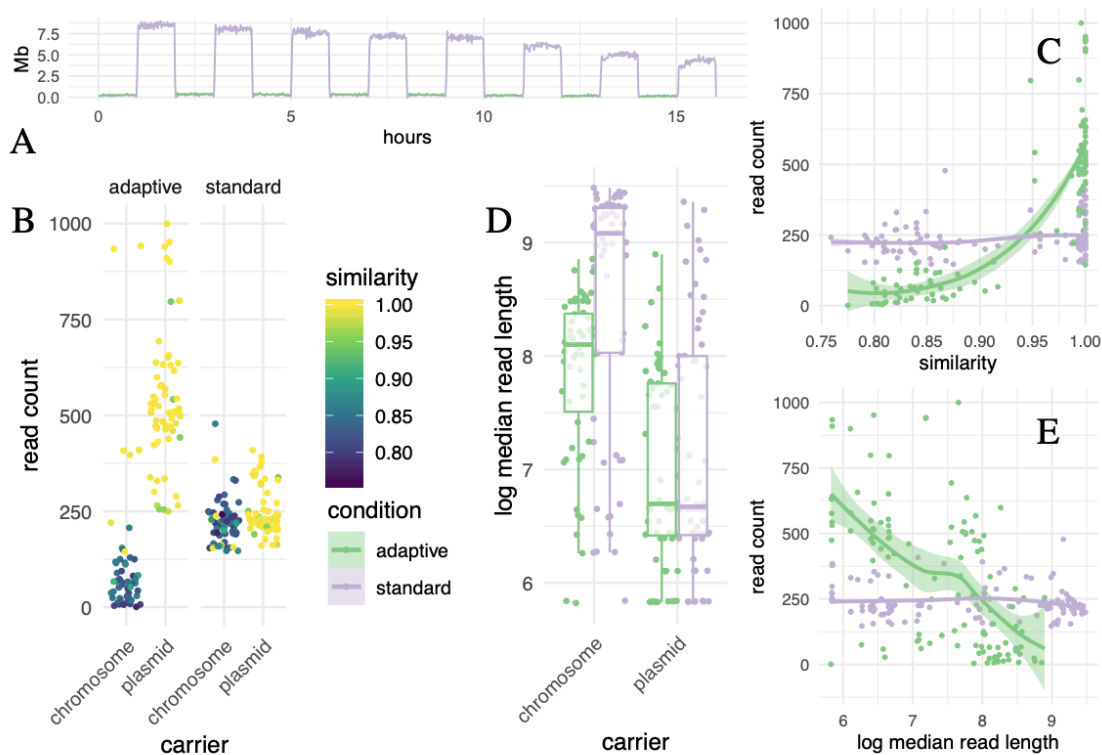 Mb
7.5
5.0
2.5
0.0
0
5
10
15
hours
A
B
adaptive
standard
read count
1000
750
500
250
0
chromosome
plasmid
chromosome
plasmid
carrier
similarity
1.00
0.95
0.90
0.85
0.80
condition
adaptive
standard
D
log median read length
9
8
7
6
chromosome
plasmid
carrier
C
read count
1000
750
500
250
0
0.75
0.80
0.85
0.90
0.95
1.00
similarity
E
read count
1000
750
500
250
0
6
7
8
9
log median read length